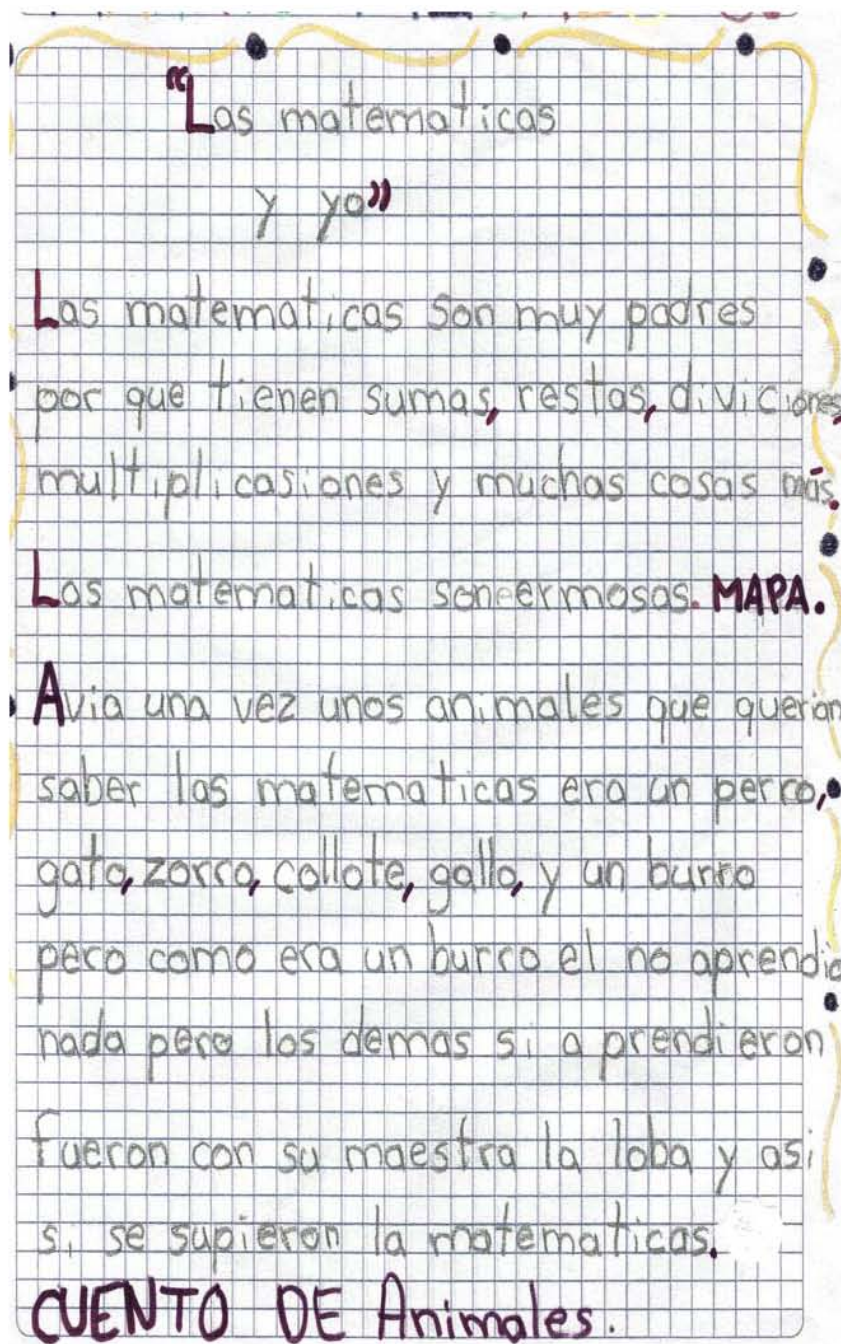 "Las matematicas
y yo"
Las matematicas son muy padres
por que tienen sumas, restas, diviciones,
multiplicasiones y muchas cosas más.
Las matematicas son ermosas. MAPA.
Avia una vez unos animales que querian
saber las matematicas era un perro,
gato, zorro, collote, gallo, y un burro
pero como era un burro el no aprendio
nada pero los demas si a prendieron
fueron con su maestra la loba y asi
si se supieron la matematicas.
CUENTO DE Animales.